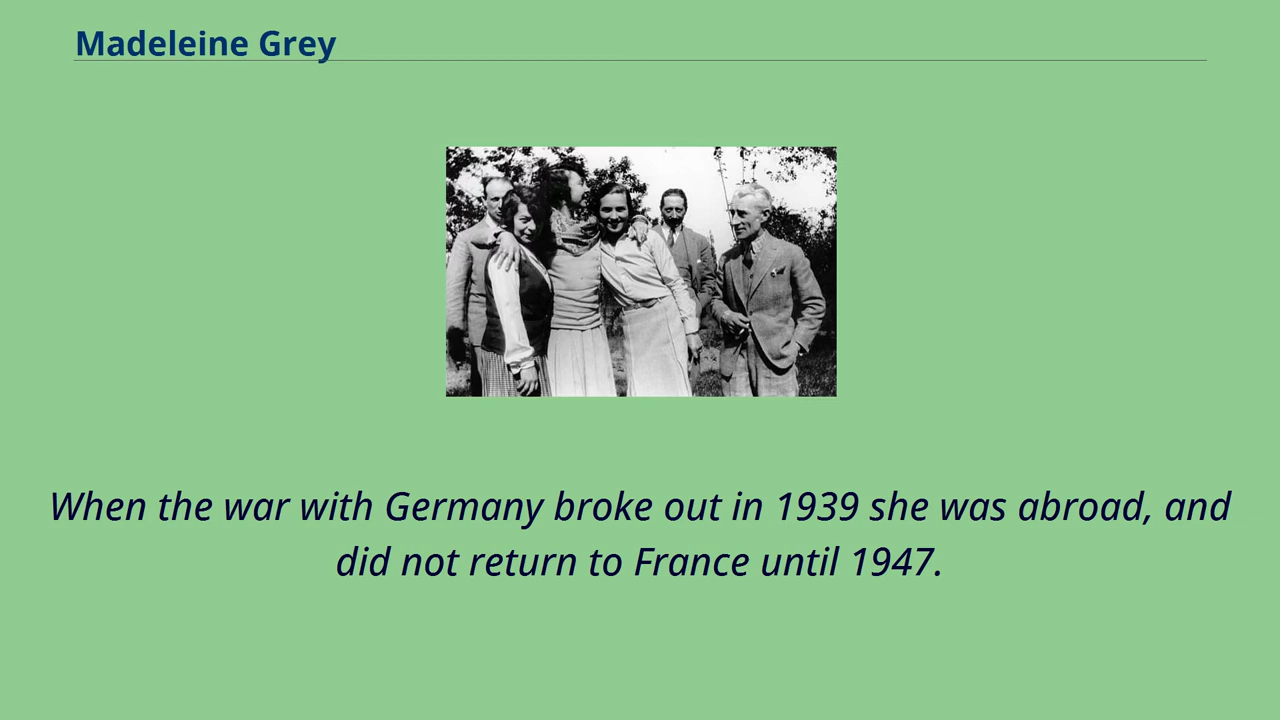 Madeleine Grey
When the war with Germany broke out in 1939 she was abroad, and
did not return to France until 1947.